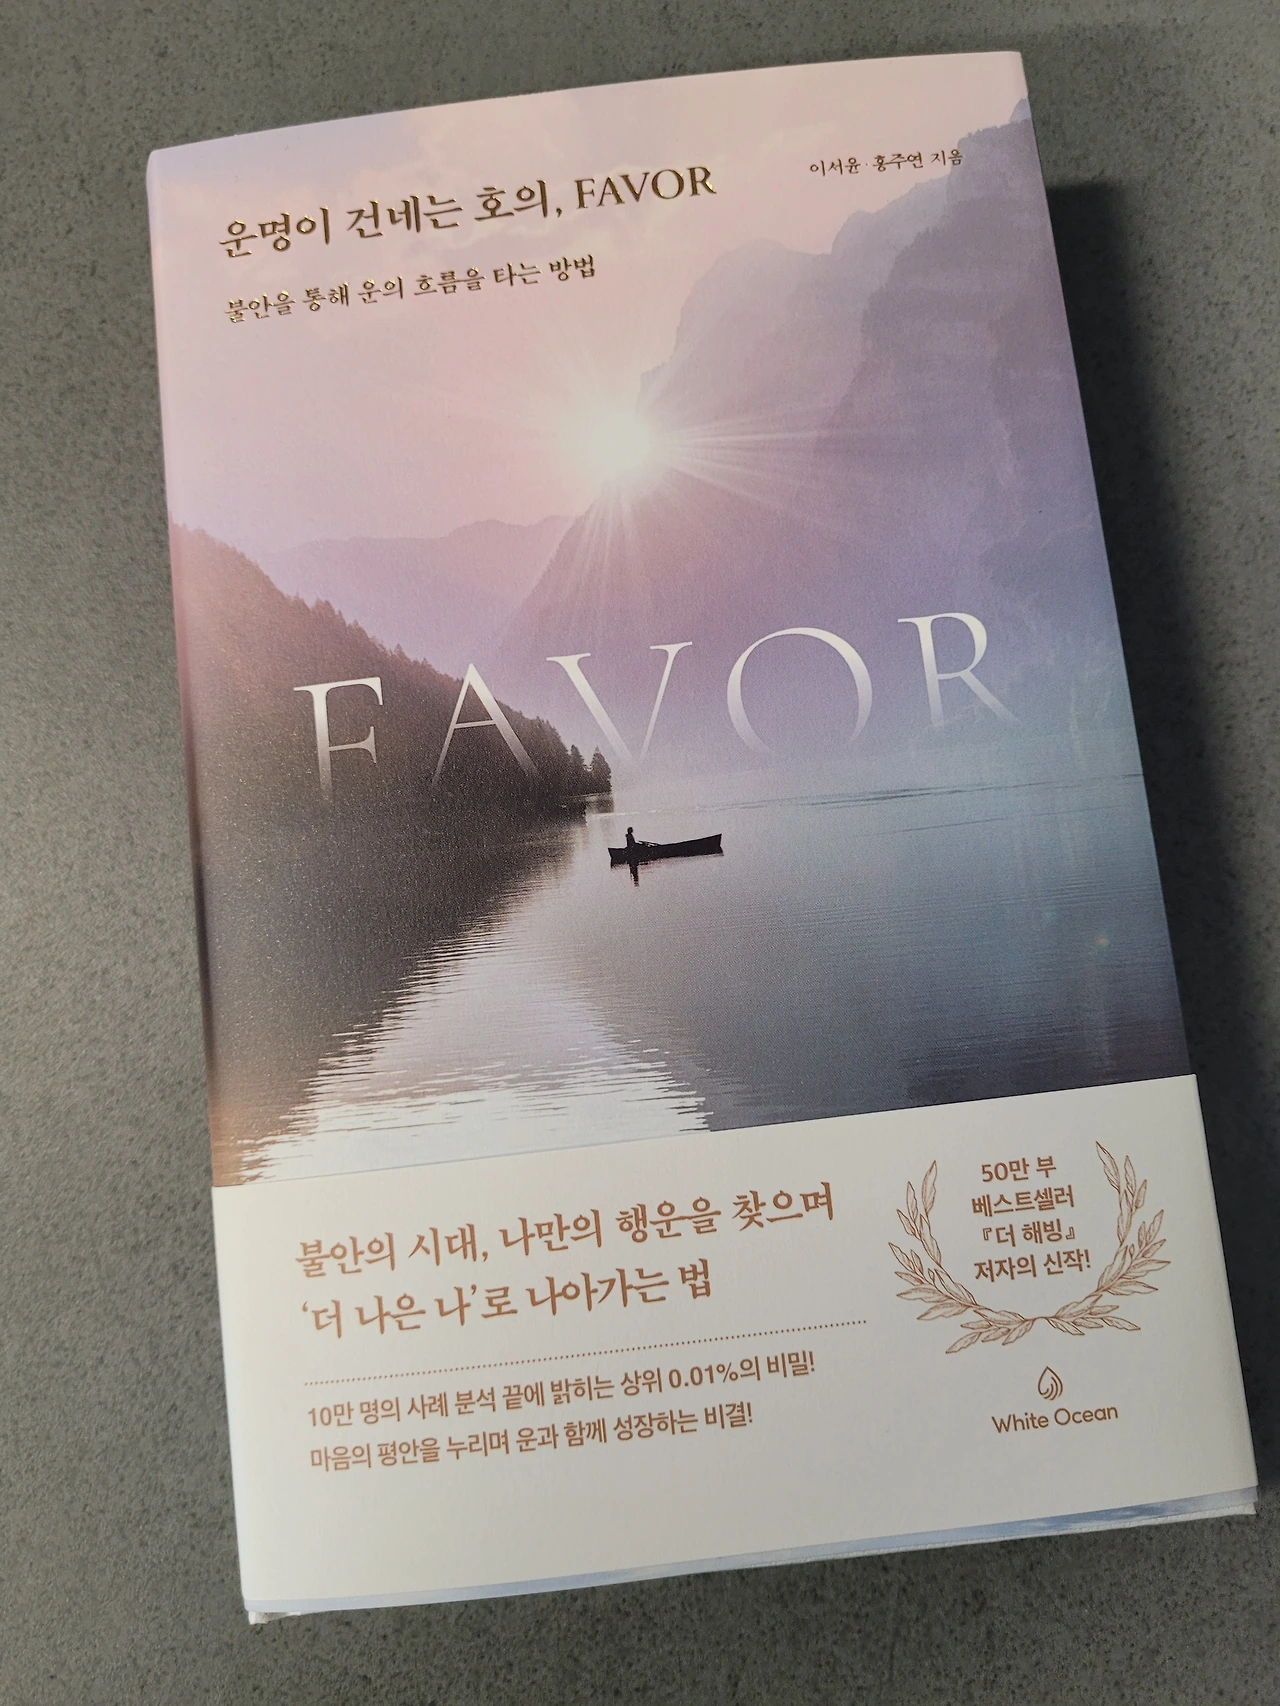 운명이 건네는 호의, FAVOR
이서윤·홍주연 지음
불안을 통해 운의 흐름을 타는 방법
FAVOR
불안의 시대, 나만의 행운을 찾으며
'더 나은 나'로 나아가는 법
10만 명의 사례 분석 끝에 밝히는 상위 0.01%의 비밀!
마음의 평안을 누리며 운과 함께 성장하는 비결!
50만 부
베스트셀러
『더 해빙』
저자의 신작!
White Ocean